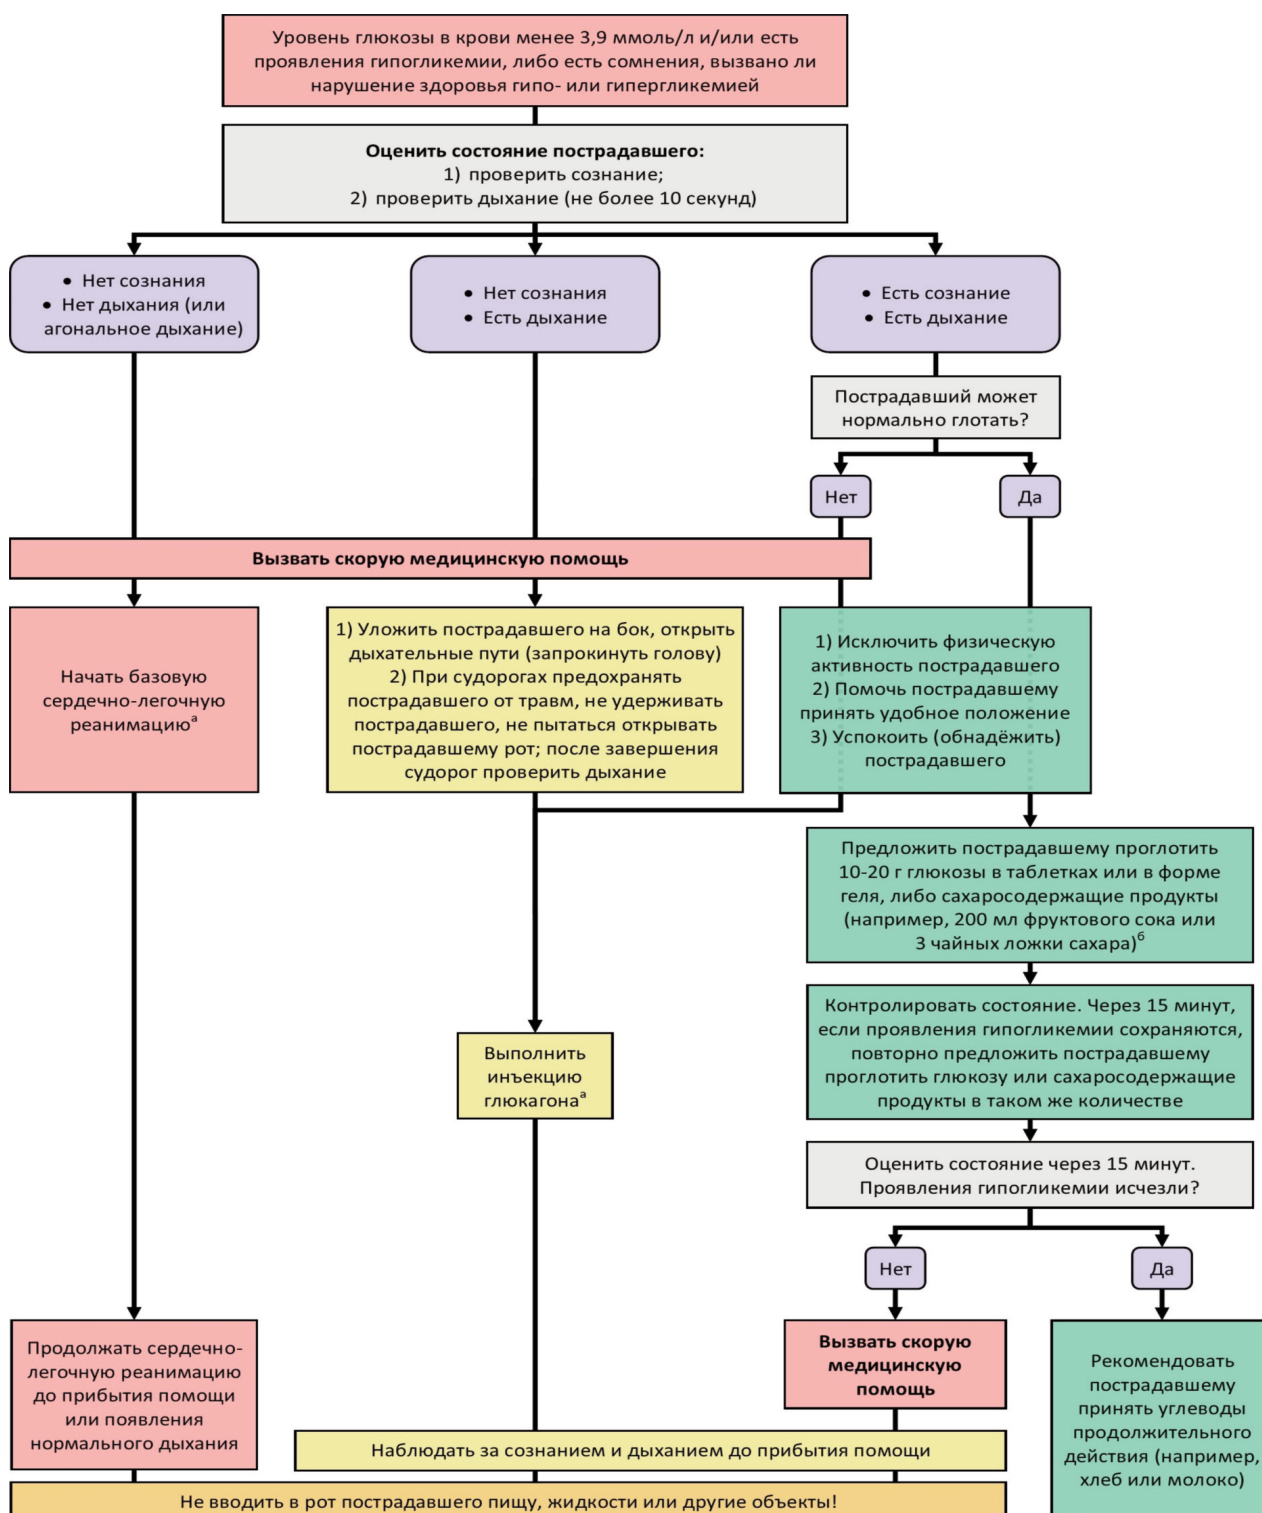 Уровень глюкозы в крови менее 3,9 ммоль/л и/или есть
проявления гипогликемии, либо есть сомнения, вызвано ли
нарушение здоровья гипо- или гипергликемией
Оценить состояние пострадавшего:
1) проверить сознание;
2) проверить дыхание (не более 10 секунд)
• Нет сознания
• Нет дыхания (или
агональное дыхание)
• Нет сознания
• Есть дыхание
• Есть сознание
• Есть дыхание
Пострадавший может
нормально глотать?
Нет
Да
Вызвать скорую медицинскую помощь
Начать базовую
сердечно-легочную
реанимациюᵃ
1) Уложить пострадавшего на бок, открыть
дыхательные пути (запрокинуть голову)
2) При судорогах предохранять
пострадавшего от травм, не удерживать
пострадавшего, не пытаться открывать
пострадавшему рот; после завершения
судорог проверить дыхание
1) Исключить физическую
активность пострадавшего
2) Помочь пострадавшему
принять удобное положение
3) Успокоить (обнадёжить)
пострадавшего
Предложить пострадавшему проглотить
10-20 г глюкозы в таблетках или в форме
геля, либо сахаросодержащие продукты
(например, 200 мл фруктового сока или
3 чайных ложки сахара)б
Контролировать состояние. Через 15 минут,
если проявления гипогликемии сохраняются,
повторно предложить пострадавшему
проглотить глюкозу или сахаросодержащие
продукты в таком же количестве
Выполнить
инъекцию
глюкагонаᵃ
Оценить состояние через 15 минут.
Проявления гипогликемии исчезли?
Нет
Да
Продолжать сердечно-
легочную реанимацию
до прибытия помощи
или появления
нормального дыхания
Вызвать скорую
медицинскую
помощь
Рекомендовать
пострадавшему
принять углеводы
продолжительного
действия (например,
хлеб или молоко)
Наблюдать за сознанием и дыханием до прибытия помощи
Не вводить в рот пострадавшего пищу, жидкости или другие объекты!